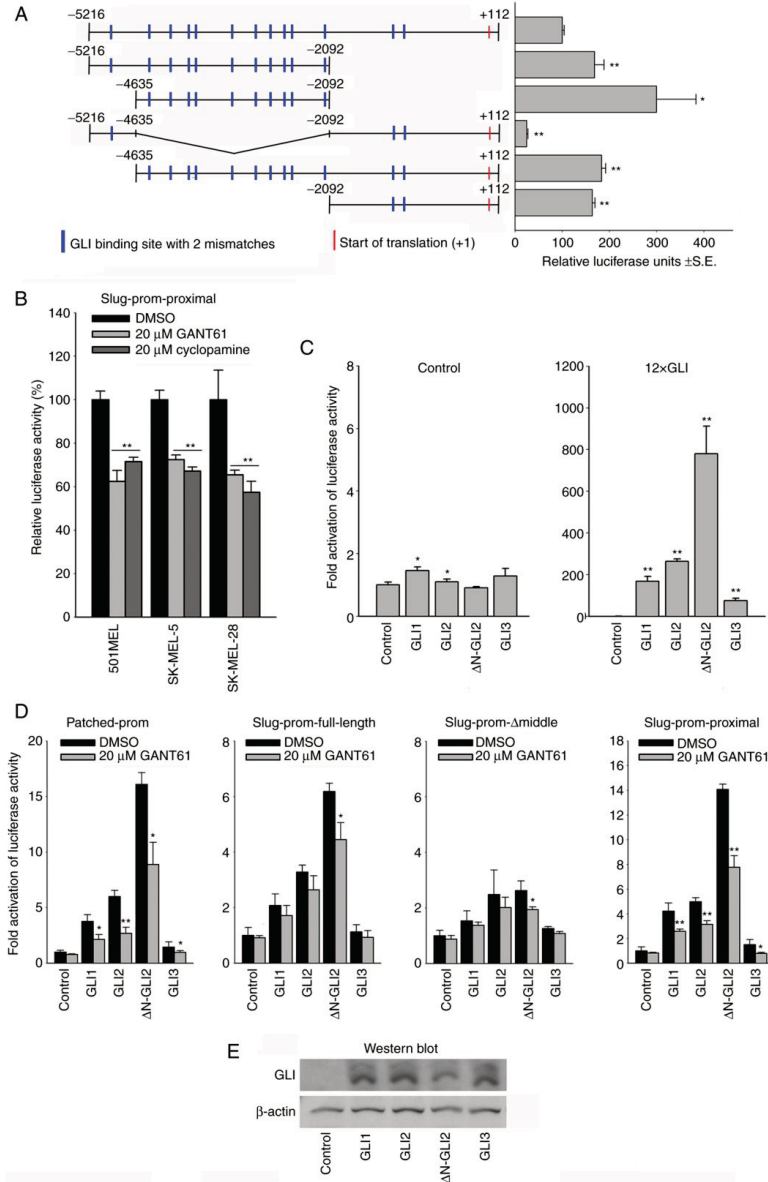 A
−5216 +112
−5216 −2092
−4635 −2092
−5216 −4635 −2092 +112
−4635 +112
−2092 +112
**
*
**
**
**
0 100 200 300 400
Relative luciferase units ±S.E.
GLI binding site with 2 mismatches
Start of translation (+1)
B
Slug-prom-proximal
DMSO
20 µM GANT61
20 µM cyclopamine
Relative luciferase activity (%)
140
120
100
80
60
40
20
0
** ** **
501MEL
SK-MEL-5
SK-MEL-28
C
Control
Fold activation of luciferase activity
8
6
4
2
0
* *
Control
GLI1
GLI2
ΔN-GLI2
GLI3
12×GLI
1200
1000
800
600
400
200
0
** ** ** **
Control
GLI1
GLI2
ΔN-GLI2
GLI3
D
Patched-prom
DMSO
20 µM GANT61
Fold activation of luciferase activity
20
15
10
5
0
* ** * *
Control
GLI1
GLI2
ΔN-GLI2
GLI3
Slug-prom-full-length
DMSO
20 µM GANT61
8
6
4
2
0
*
Control
GLI1
GLI2
ΔN-GLI2
GLI3
Slug-prom-Δmiddle
DMSO
20 µM GANT61
8
6
4
2
0
*
Control
GLI1
GLI2
ΔN-GLI2
GLI3
Slug-prom-proximal
DMSO
20 µM GANT61
18
16
14
12
10
8
6
4
2
0
** ** ** *
Control
GLI1
GLI2
ΔN-GLI2
GLI3
E
Western blot
GLI
β-actin
Control
GLI1
GLI2
ΔN-GLI2
GLI3